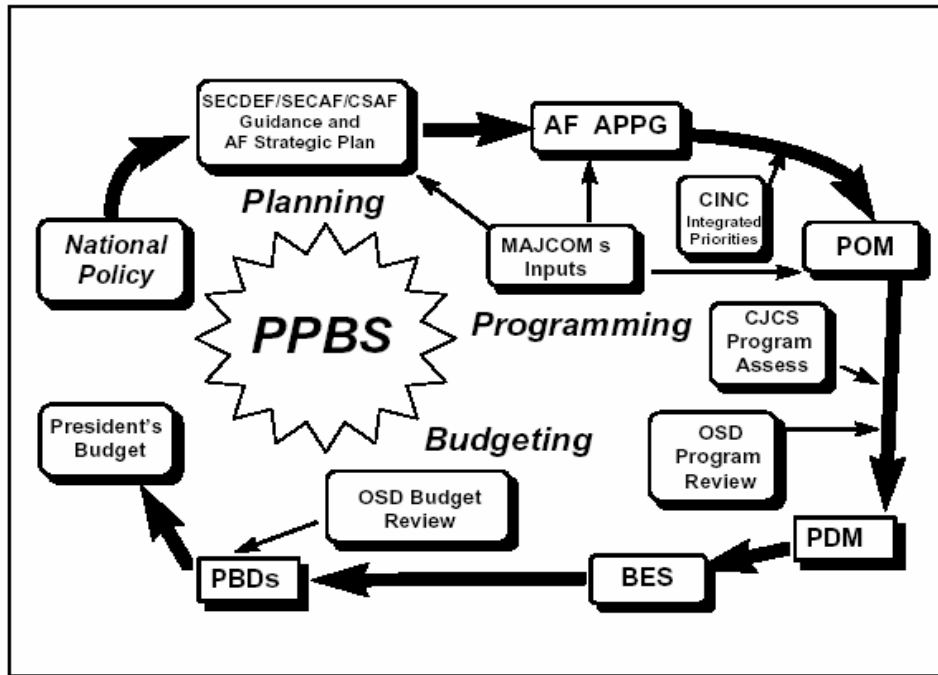 SECDEF/SECAF/CSAF
Guidance and
AF Strategic Plan
AF APPG
Planning
CINC
Integrated
Priorities
National
Policy
MAJCOM s
Inputs
POM
PPBS
Programming
CJCS
Program
Assess
President's
Budget
Budgeting
OSD
Program
Review
OSD Budget
Review
PDM
PBDs
BES